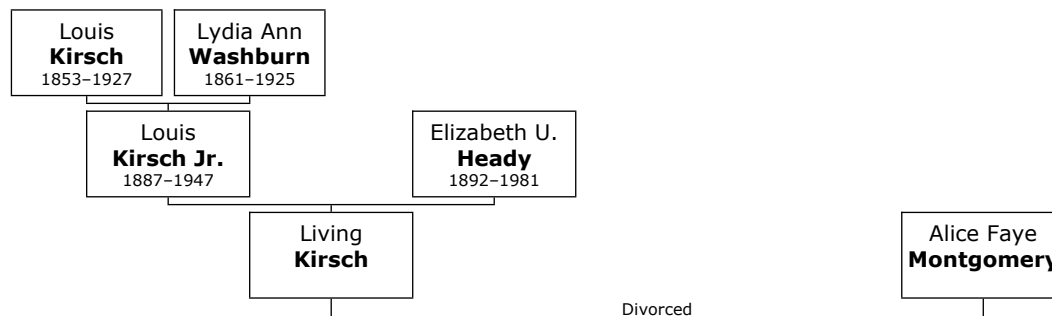 Louis
Kirsch
1853–1927
Lydia Ann
Washburn
1861–1925
Louis
Kirsch Jr.
1887–1947
Elizabeth U.
Heady
1892–1981
Living
Kirsch
Alice Faye
Montgomery
Divorced